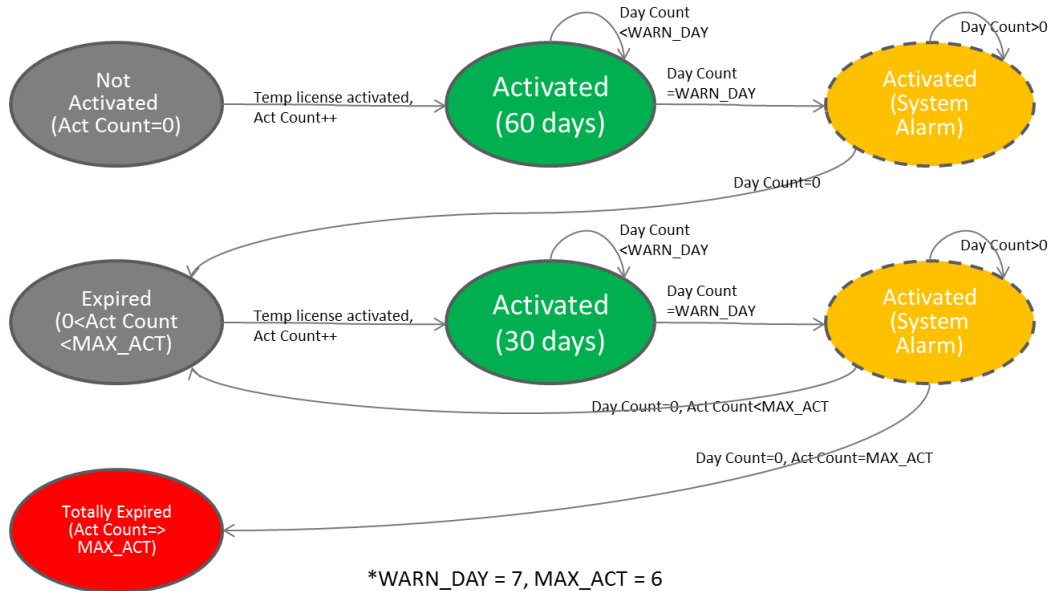 Day Count
<WARN_DAY
Day Count>0
Not
Activated
(Act Count=0)
Temp license activated,
Act Count++
Activated
(60 days)
Day Count
=WARN_DAY
Activated
(System
Alarm)
Day Count=0
Day Count
<WARN_DAY
Day Count>0
Expired
(0<Act Count
<MAX_ACT)
Temp license activated,
Act Count++
Activated
(30 days)
Day Count
=WARN_DAY
Activated
(System
Alarm)
Day Count=0, Act Count<MAX_ACT
Day Count=0, Act Count=MAX_ACT
Totally Expired
(Act Count=>
MAX_ACT)
*WARN_DAY = 7, MAX_ACT = 6